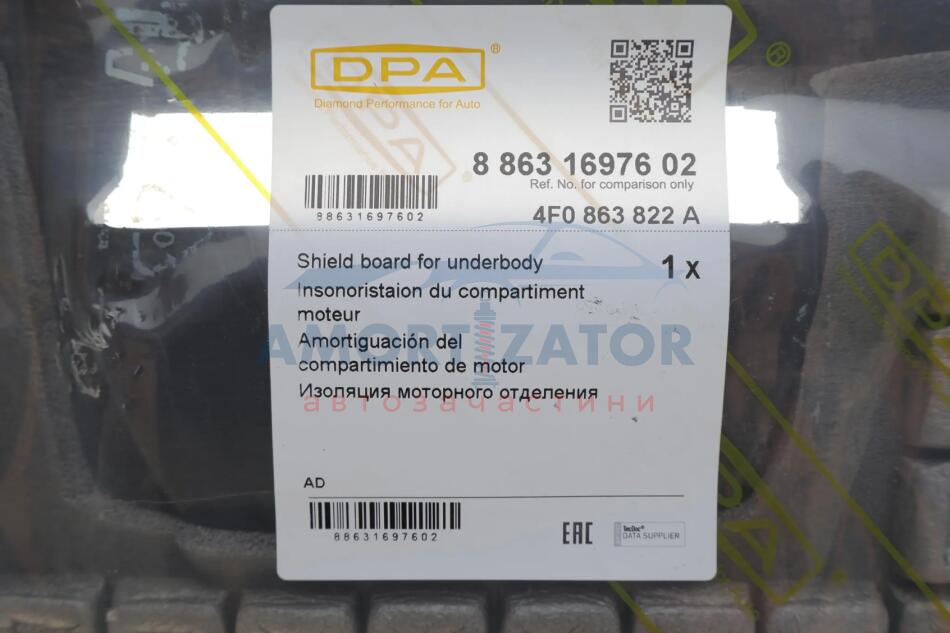 DPA®
Diamond Performance for Auto
8 863 16976 02
Ref. No. for comparison only
88631697602
4F0 863 822 A
Shield board for underbody
1 x
Insonoristaion du compartiment
moteur
AMORTIZATOR
Amortiguación del
compartimiento de motor
Изоляция моторного отделения
автозапчастини
AD
88631697602
EAC
TecDoc®
DATA SUPPLIER
DPA
DPA